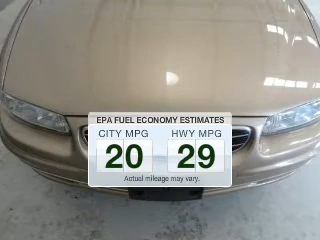 EPA FUEL ECONOMY ESTIMATES
CITY MPG HWY MPG
20 29
Actual mileage may vary.